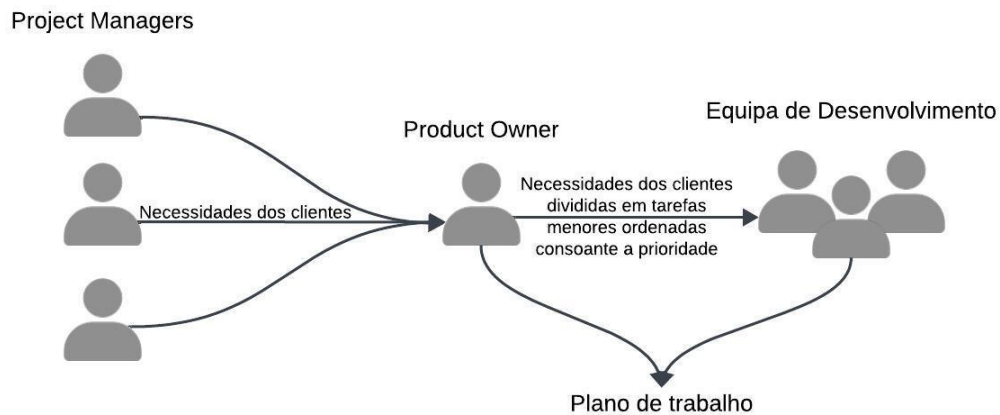 Project Managers
Necessidades dos clientes
Product Owner
Necessidades dos clientes
divididas em tarefas
menores ordenadas
consoante a prioridade
Equipa de Desenvolvimento
Plano de trabalho